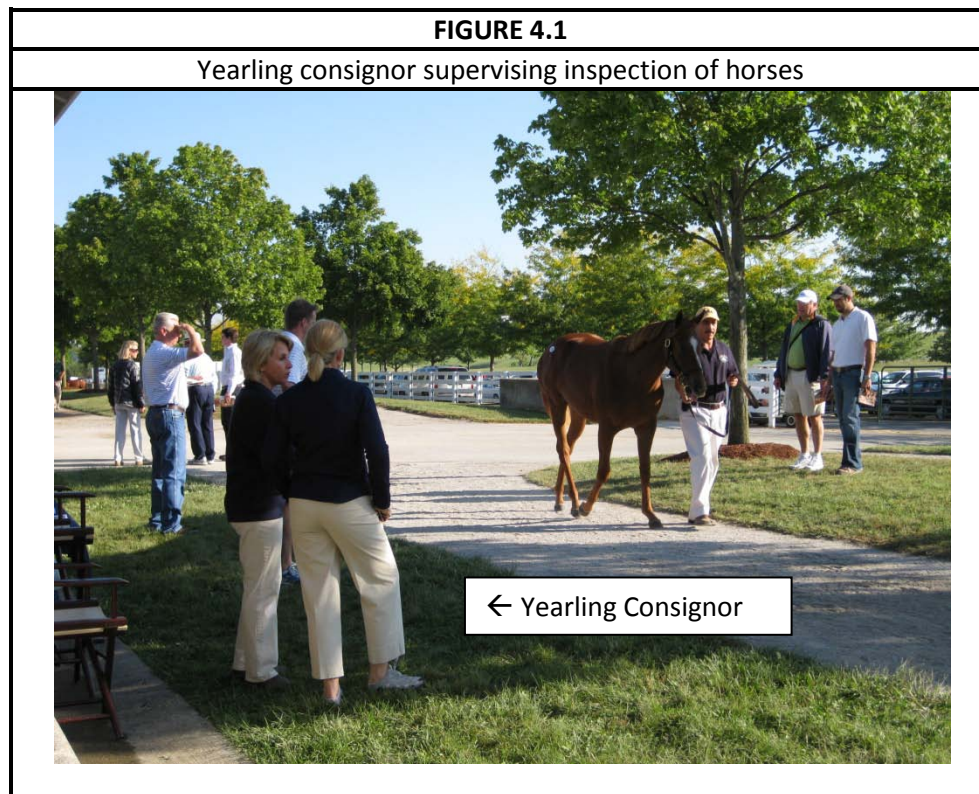 FIGURE 4.1
Yearling consignor supervising inspection of horses
← Yearling Consignor